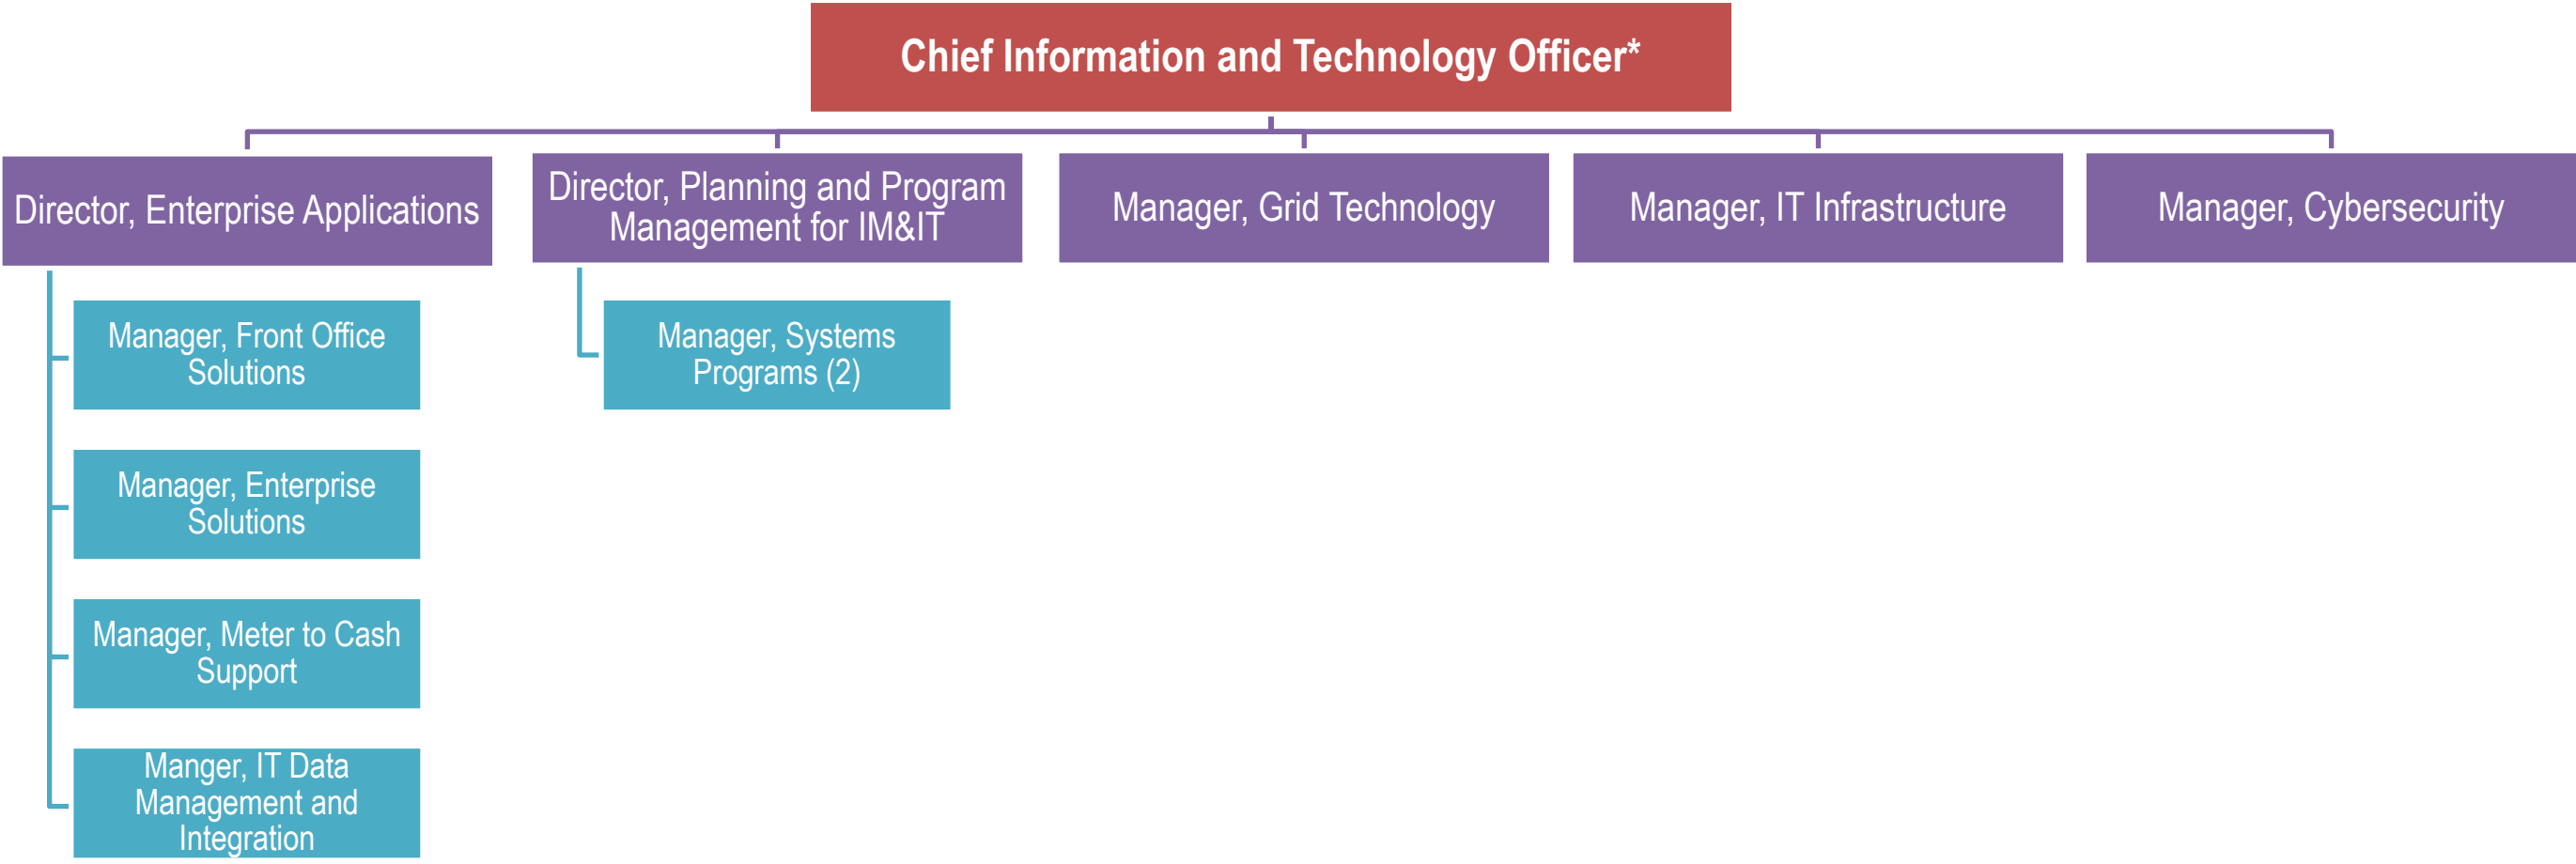 Chief Information and Technology Officer*
Director, Enterprise Applications
Director, Planning and Program
Management for IM&IT
Manager, Grid Technology
Manager, IT Infrastructure
Manager, Cybersecurity
Manager, Front Office
Solutions
Manager, Enterprise
Solutions
Manager, Meter to Cash
Support
Manger, IT Data
Management and
Integration
Manager, Systems
Programs (2)